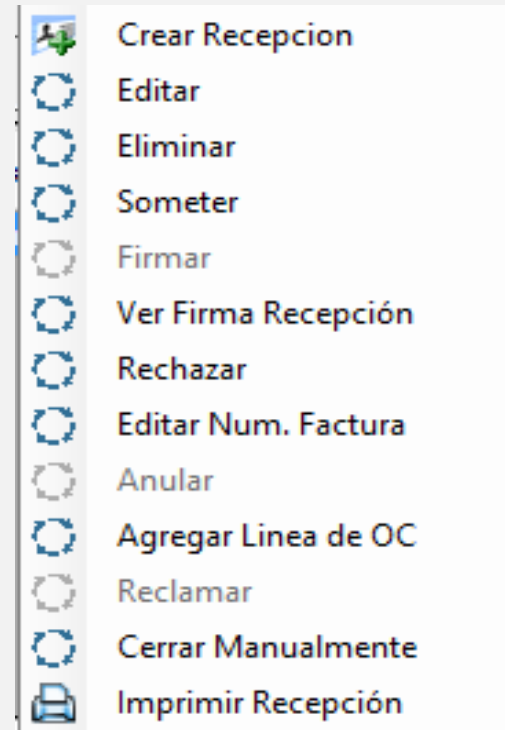 Crear Recepcion
Editar
Eliminar
Someter
Firmar
Ver Firma Recepción
Rechazar
Editar Num. Factura
Anular
Agregar Linea de OC
Reclamar
Cerrar Manualmente
Imprimir Recepción